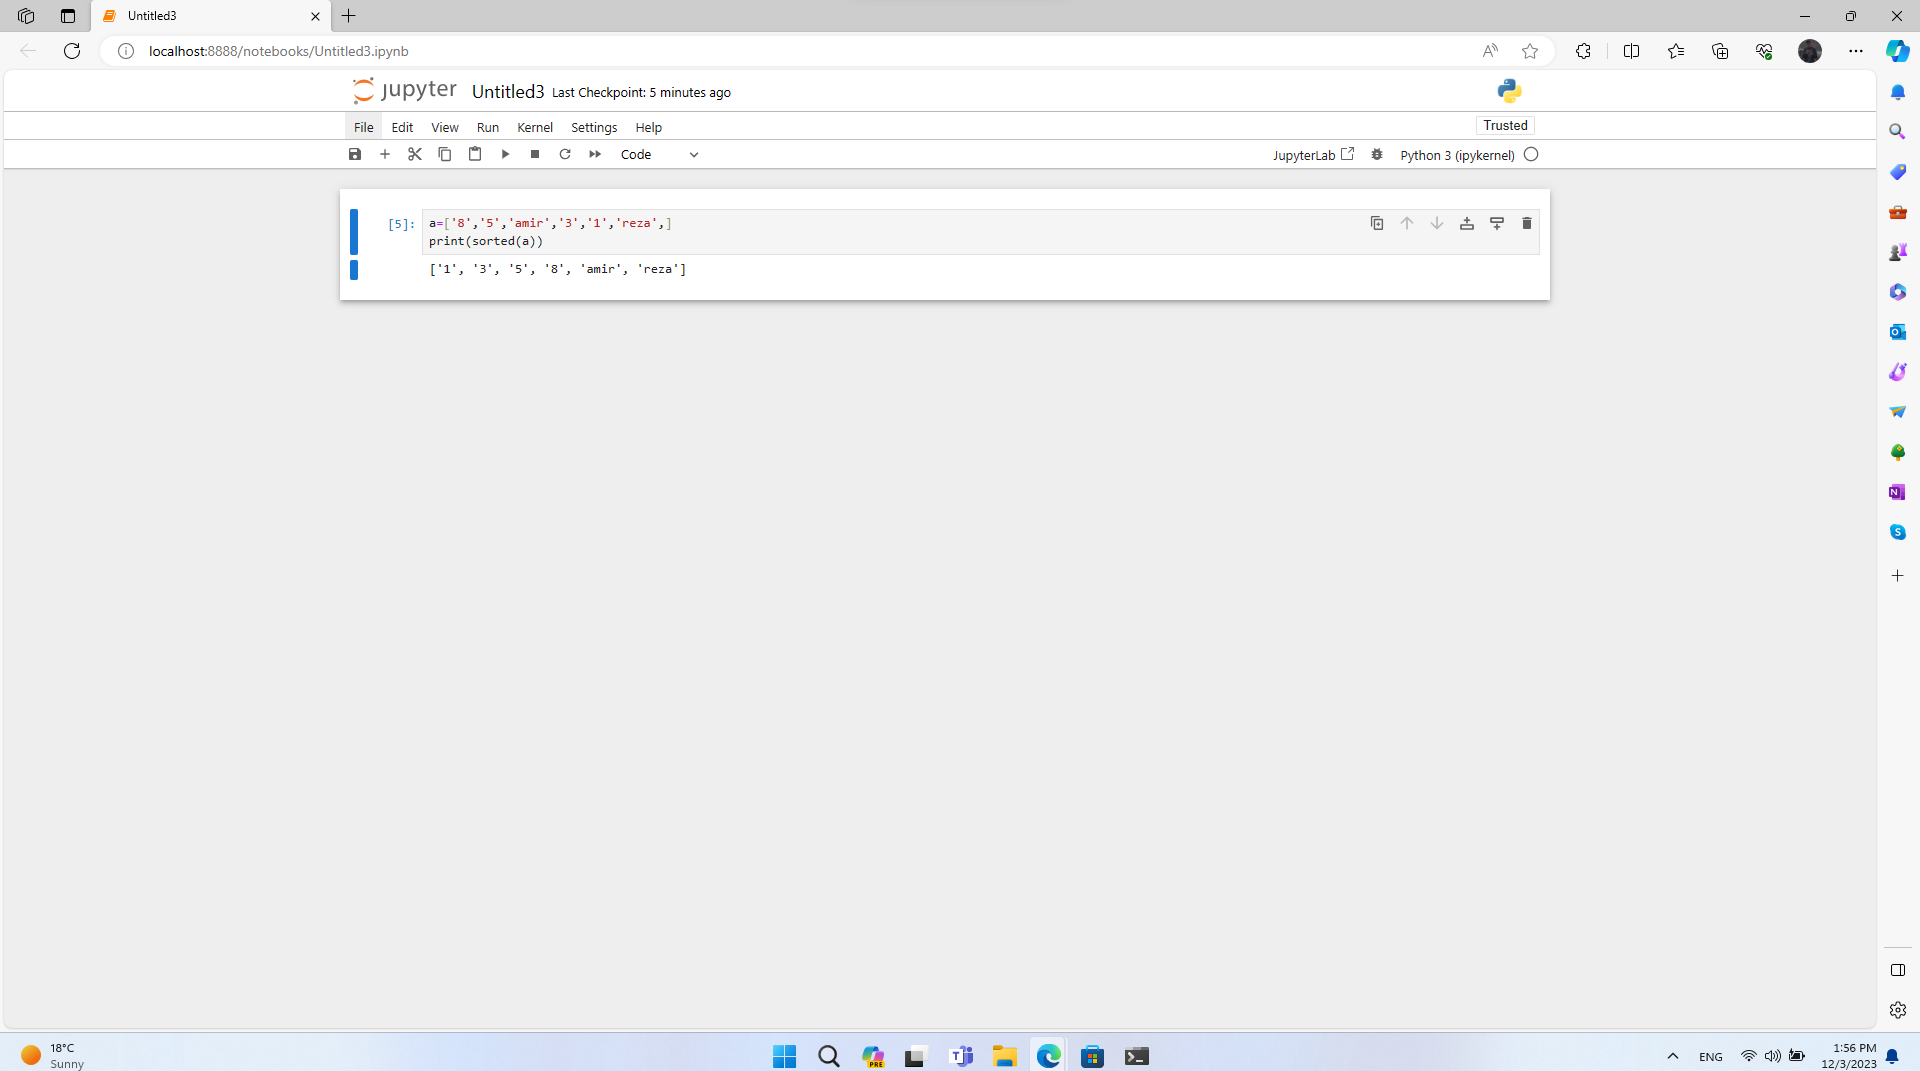 Untitled3
localhost:8888/notebooks/Untitled3.ipynb
jupyter Untitled3 Last Checkpoint: 5 minutes ago
File Edit View Run Kernel Settings Help Trusted
Code JupyterLab Python 3 (ipykernel)
[5]: a=['8','5','amir','3','1','reza',]
print(sorted(a))
['1', '3', '5', '8', 'amir', 'reza']
18°C
Sunny
PRE
ENG
1:56 PM
12/3/2023